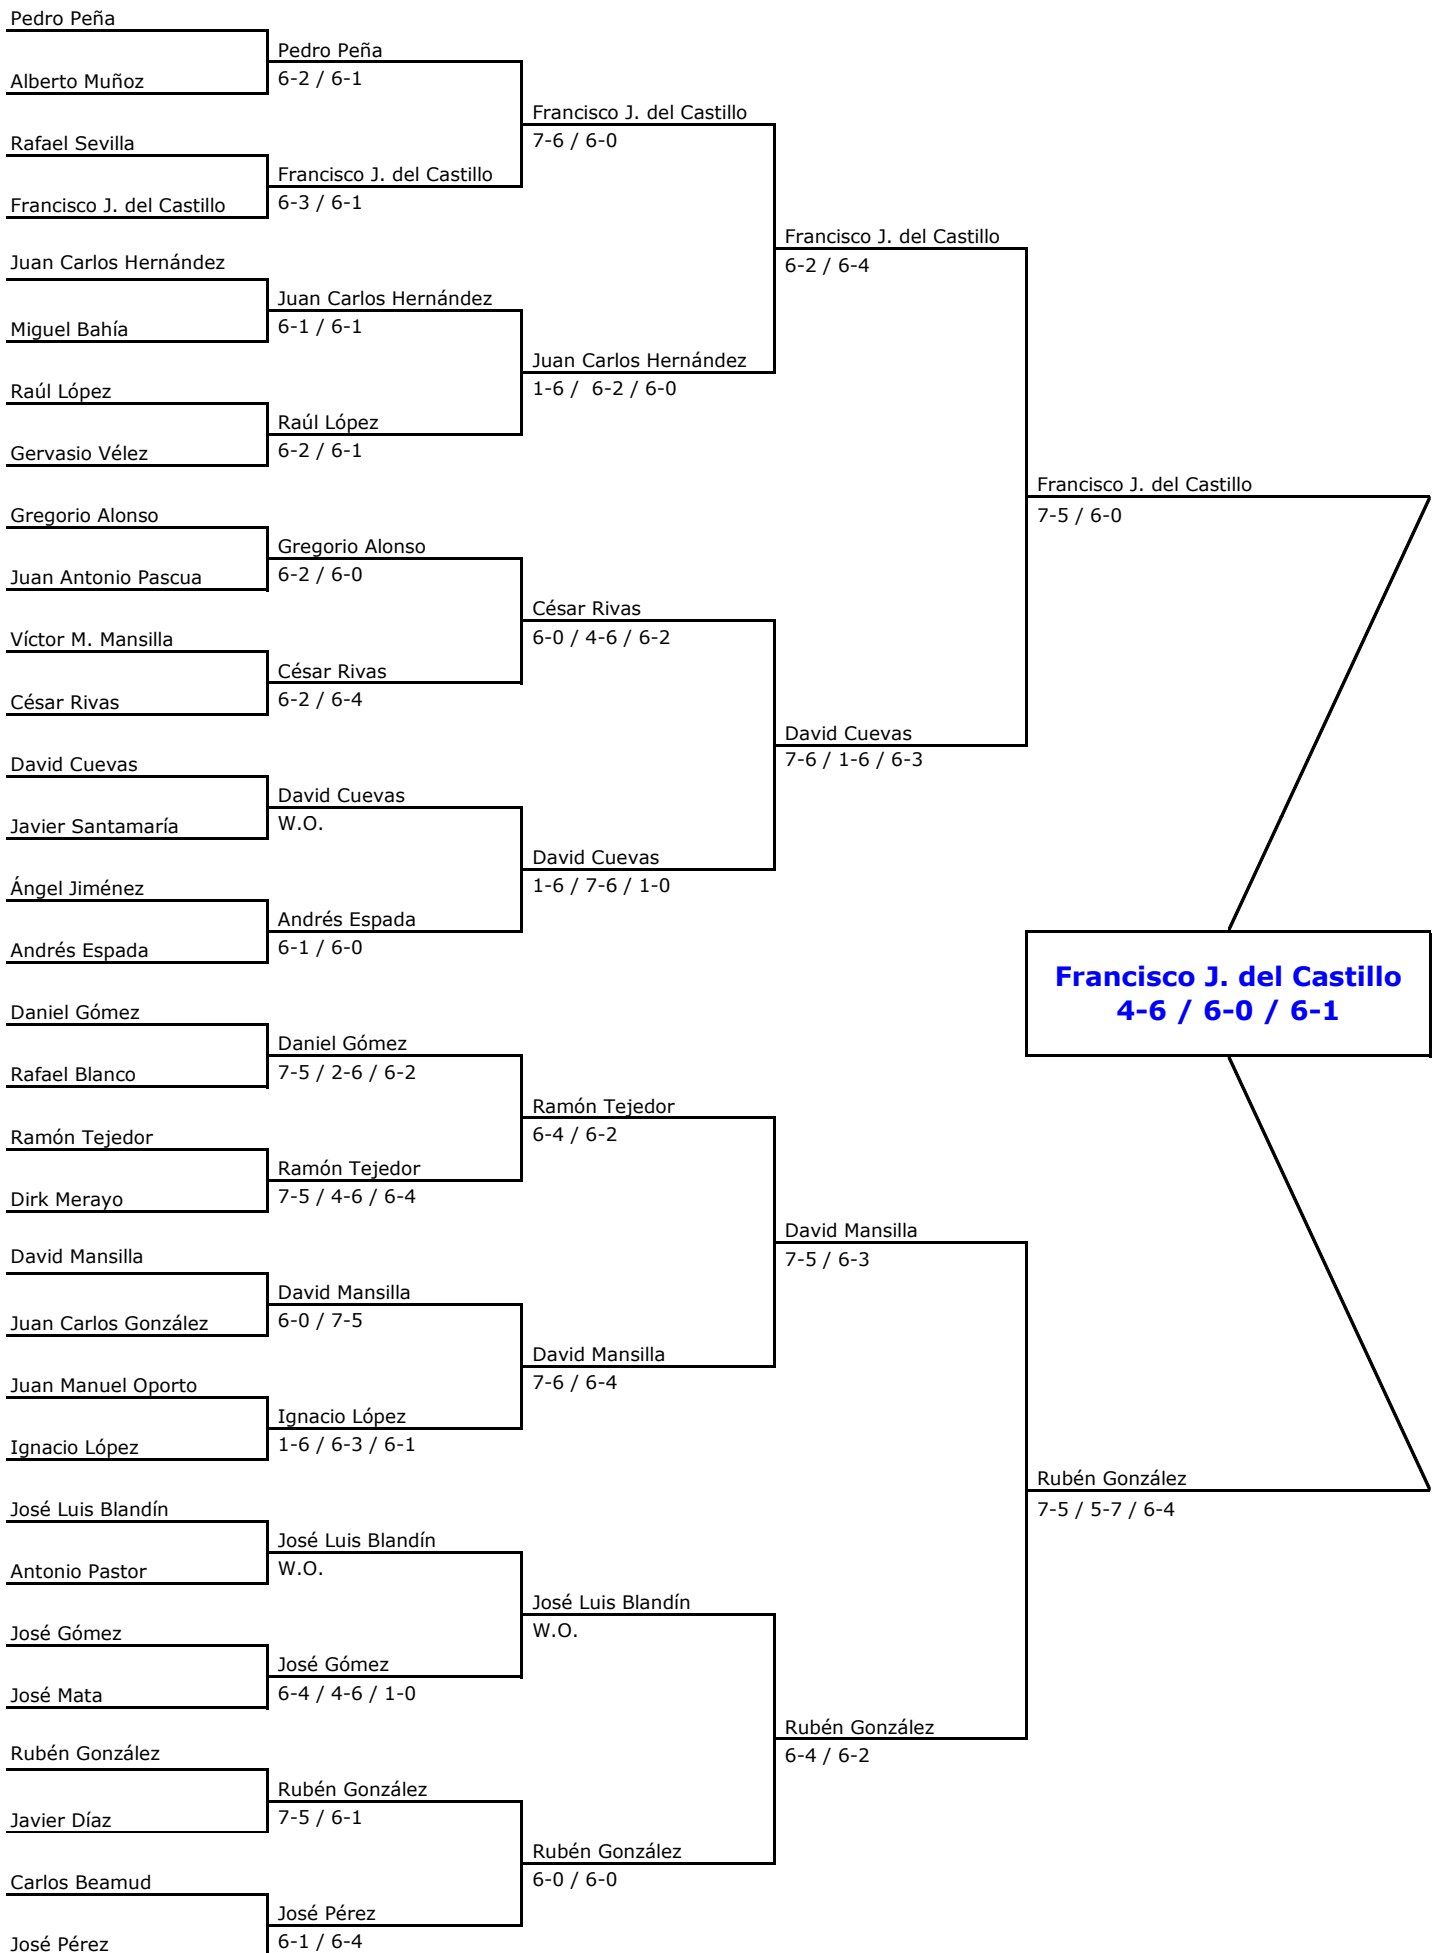 Pedro Peña
Alberto Muñoz
Rafael Sevilla
Francisco J. del Castillo
Juan Carlos Hernández
Miguel Bahía
Raúl López
Gervasio Vélez
Gregorio Alonso
Juan Antonio Pascua
Víctor M. Mansilla
César Rivas
David Cuevas
Javier Santamaría
Ángel Jiménez
Andrés Espada
Daniel Gómez
Rafael Blanco
Ramón Tejedor
Dirk Merayo
David Mansilla
Juan Carlos González
Juan Manuel Oporto
Ignacio López
José Luis Blandín
Antonio Pastor
José Gómez
José Mata
Rubén González
Javier Díaz
Carlos Beamud
José Pérez
Pedro Peña
6-2 / 6-1
Francisco J. del Castillo
6-3 / 6-1
Juan Carlos Hernández
6-1 / 6-1
Raúl López
6-2 / 6-1
Gregorio Alonso
6-2 / 6-0
César Rivas
6-2 / 6-4
David Cuevas
W.O.
Andrés Espada
6-1 / 6-0
Daniel Gómez
7-5 / 2-6 / 6-2
Ramón Tejedor
7-5 / 4-6 / 6-4
David Mansilla
6-0 / 7-5
Ignacio López
1-6 / 6-3 / 6-1
José Luis Blandín
W.O.
José Gómez
6-4 / 4-6 / 1-0
Rubén González
7-5 / 6-1
José Pérez
6-1 / 6-4
Francisco J. del Castillo
7-6 / 6-0
Juan Carlos Hernández
1-6 /  6-2 / 6-0
César Rivas
6-0 / 4-6 / 6-2
David Cuevas
1-6 / 7-6 / 1-0
Ramón Tejedor
6-4 / 6-2
David Mansilla
7-6 / 6-4
José Luis Blandín
W.O.
Rubén González
6-0 / 6-0
Francisco J. del Castillo
6-2 / 6-4
David Cuevas
7-6 / 1-6 / 6-3
David Mansilla
7-5 / 6-3
Rubén González
6-4 / 6-2
Francisco J. del Castillo
7-5 / 6-0
Rubén González
7-5 / 5-7 / 6-4
Francisco J. del Castillo
4-6 / 6-0 / 6-1